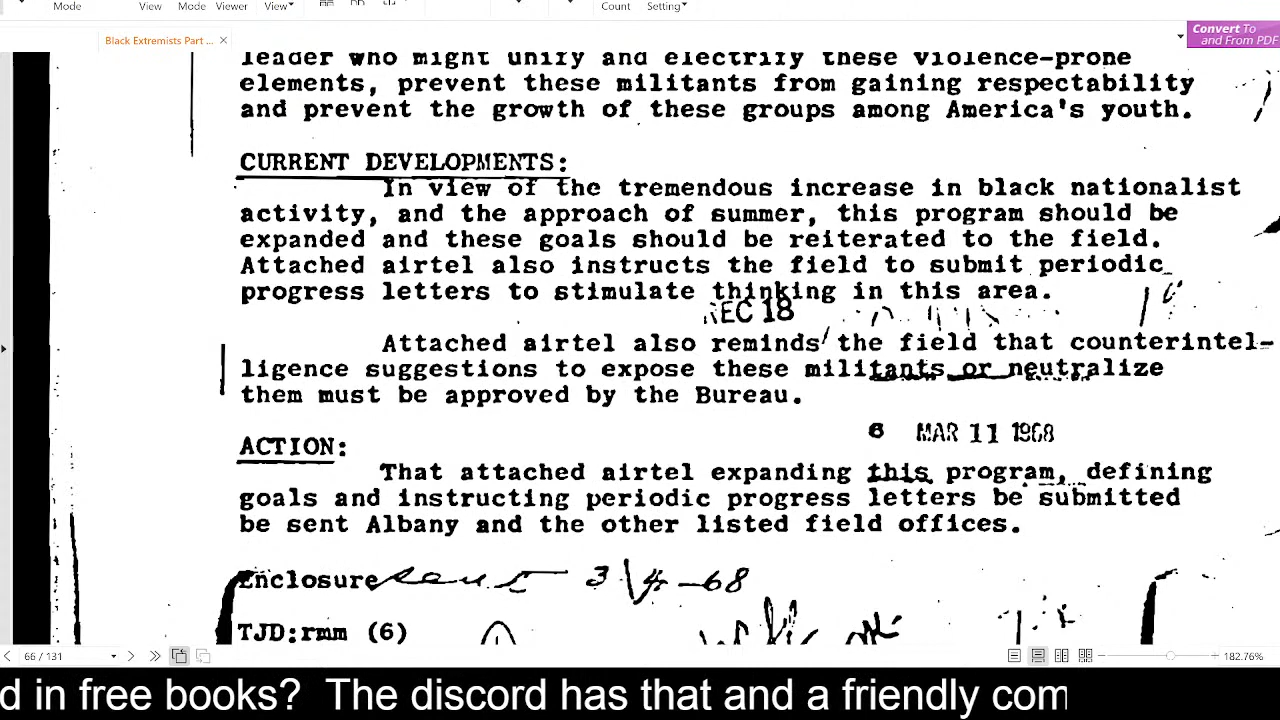 Mode
View
Mode
Viewer
View
Count
Setting
Black Extremists Part ...
Convert To
and From PDF
leader who might unify and electrify these violence-prone
elements, prevent these militants from gaining respectability
and prevent the growth of these groups among America's youth.
CURRENT DEVELOPMENTS:
In view of the tremendous increase in black nationalist
activity, and the approach of summer, this program should be
expanded and these goals should be reiterated to the field.
Attached airtel also instructs the field to submit periodic
progress letters to stimulate thinking in this area.
REC 18
Attached airtel also reminds the field that counterintel-
ligence suggestions to expose these militants or neutralize
them must be approved by the Bureau.
6 MAR 11 1968
ACTION:
That attached airtel expanding this program, defining
goals and instructing periodic progress letters be submitted
be sent Albany and the other listed field offices.
Enclosure sent 3/4-68
TJD:rmm (6)
66 / 131
182.76%
d in free books? The discord has that and a friendly com